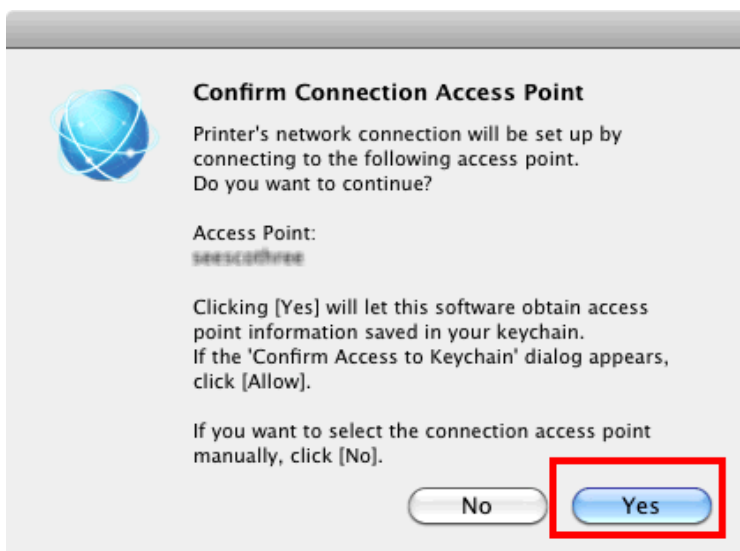 Confirm Connection Access Point
Printer's network connection will be set up by
connecting to the following access point.
Do you want to continue?
Access Point:
Clicking [Yes] will let this software obtain access
point information saved in your keychain.
If the 'Confirm Access to Keychain' dialog appears,
click [Allow].
If you want to select the connection access point
manually, click [No].
No
Yes